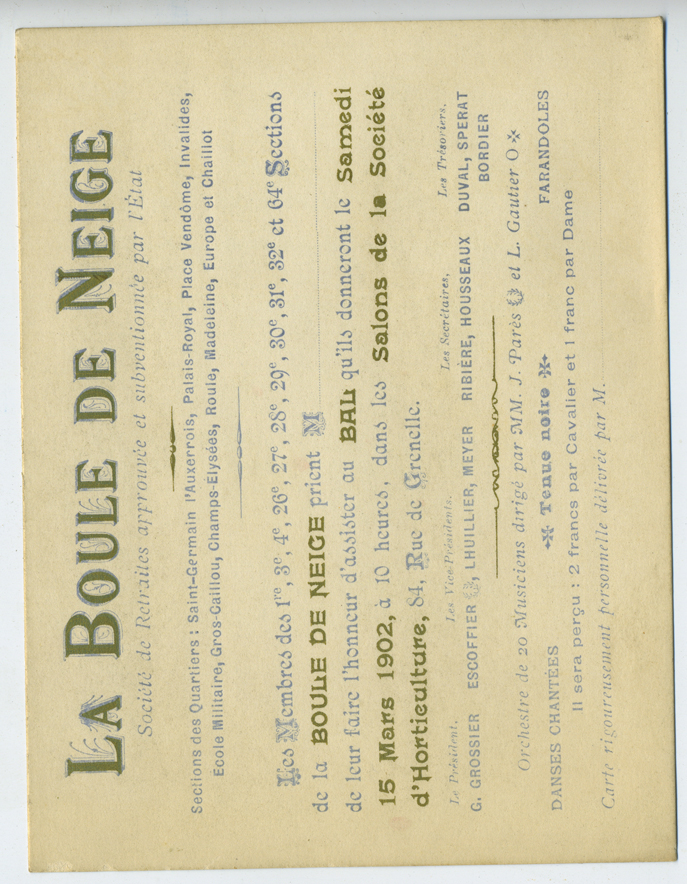 LA BOULE DE NEIGE
Société de Retraites approuvée et subventionnée par l'État
Sections des Quartiers : Saint-Germain l'Auxerrois, Palais-Royal, Place Vendôme, Invalides,
Ecole Militaire, Gros-Caillou, Champs-Élysées, Roule, Madeleine, Europe et Chaillot
Les Membres des 1re, 3e, 4e, 26e, 27e, 28e, 29e, 30e, 31e, 32e et 64e Sections
de la BOULE DE NEIGE prient M
de leur faire l'honneur d'assister au BAL qu'ils donneront le Samedi
15 Mars 1902, à 10 heures, dans les Salons de la Société
d'Horticulture, 84, Rue de Grenelle.
Le Président. Les Vice-Présidents. Les Secrétaires. Les Trésoriers.
G. GROSSIER ESCOFFIER, LHUILLIER, MEYER RIBIÈRE, HOUSSEAUX DUVAL, SPERAT
BORDIER
Orchestre de 20 Musiciens dirigé par MM. J. Parès et L. Gautier O
DANSES CHANTÉES Tenue noire FARANDOLES
Il sera perçu : 2 francs par Cavalier et 1 franc par Dame
Carte rigoureusement personnelle délivrée par M.